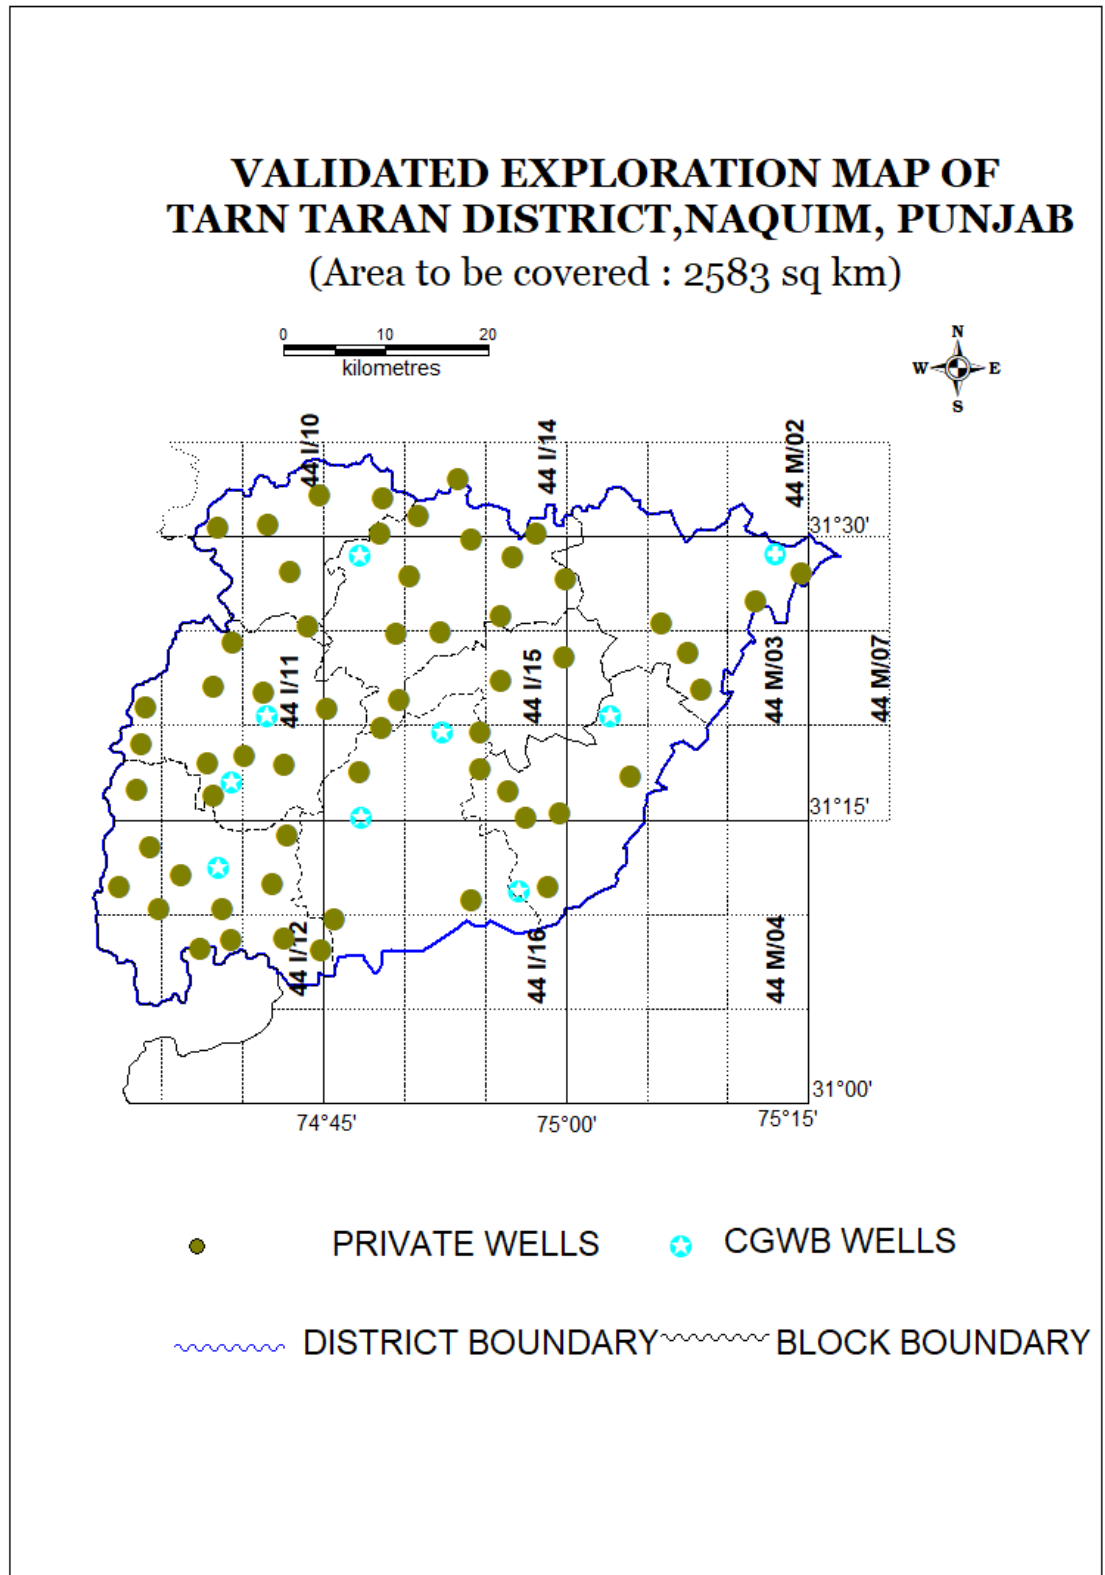 VALIDATED EXPLORATION MAP OF
TARN TARAN DISTRICT,NAQUIM, PUNJAB
(Area to be covered : 2583 sq km)
0 10 20
kilometres
N
W E
S
44 I/10
44 I/14
44 M/02
31°30'
44 I/11
44 I/15
44 M/03
44 M/07
31°15'
44 I/12
44 I/16
44 M/04
31°00'
74°45'
75°00'
75°15'
PRIVATE WELLS
CGWB WELLS
DISTRICT BOUNDARY
BLOCK BOUNDARY